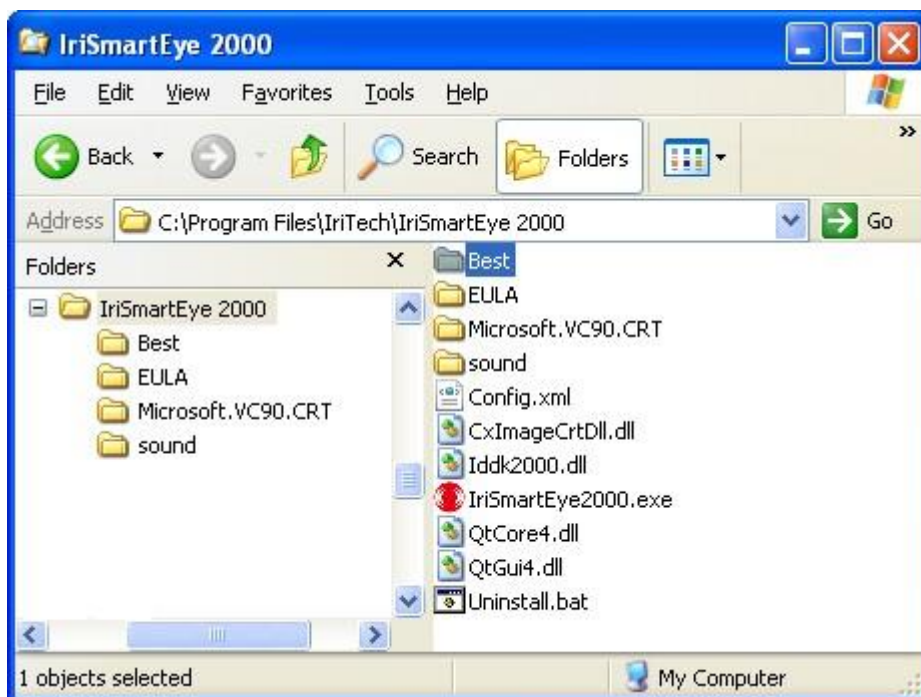 IriSmartEye 2000
File Edit View Favorites Tools Help
Back Search Folders
Address C:\Program Files\IriTech\IriSmartEye 2000 Go
Folders
IriSmartEye 2000
Best
EULA
Microsoft.VC90.CRT
sound
Best
EULA
Microsoft.VC90.CRT
sound
Config.xml
CxImageCrtDll.dll
Iddk2000.dll
IriSmartEye2000.exe
QtCore4.dll
QtGui4.dll
Uninstall.bat
1 objects selected My Computer